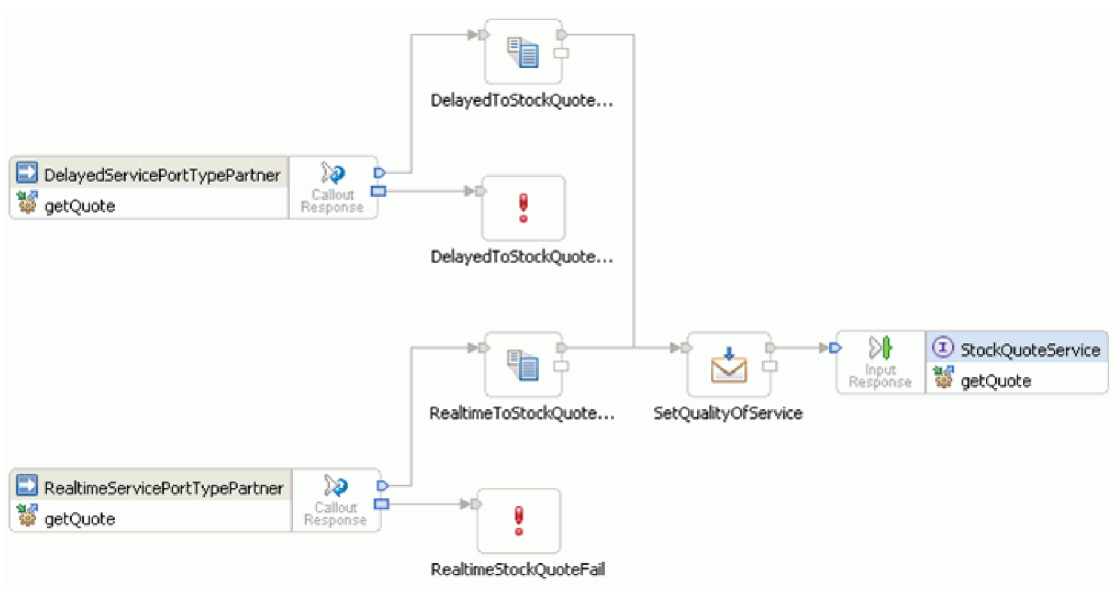 DelayedToStockQuote...
DelayedServicePortTypePartner
getQuote
Callout
Response
DelayedToStockQuote...
RealtimeToStockQuote...
SetQualityOfService
Input
Response
StockQuoteService
getQuote
RealtimeServicePortTypePartner
getQuote
Callout
Response
RealtimeStockQuoteFail